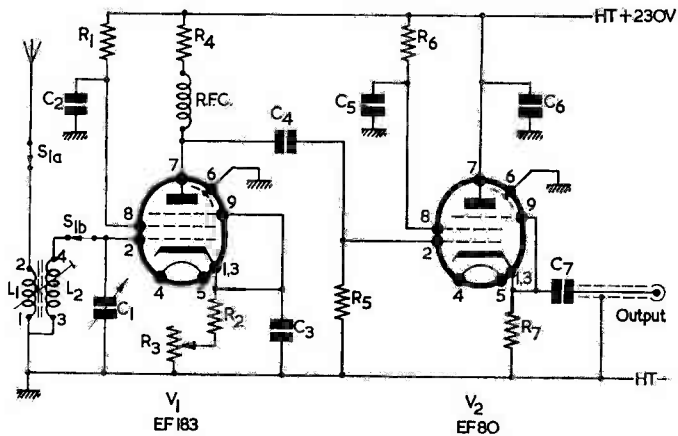 HT+230V
R1
R4
R6
C2
R.F.C.
C4
C5
C6
S1a
7
6
9
8
2
4
5
1,3
7
6
9
8
2
4
5
1,3
S1b
2
4
L1
L2
1
3
C1
R3
R2
C3
R5
R7
C7
Output
HT-
V1
EF183
V2
EF80